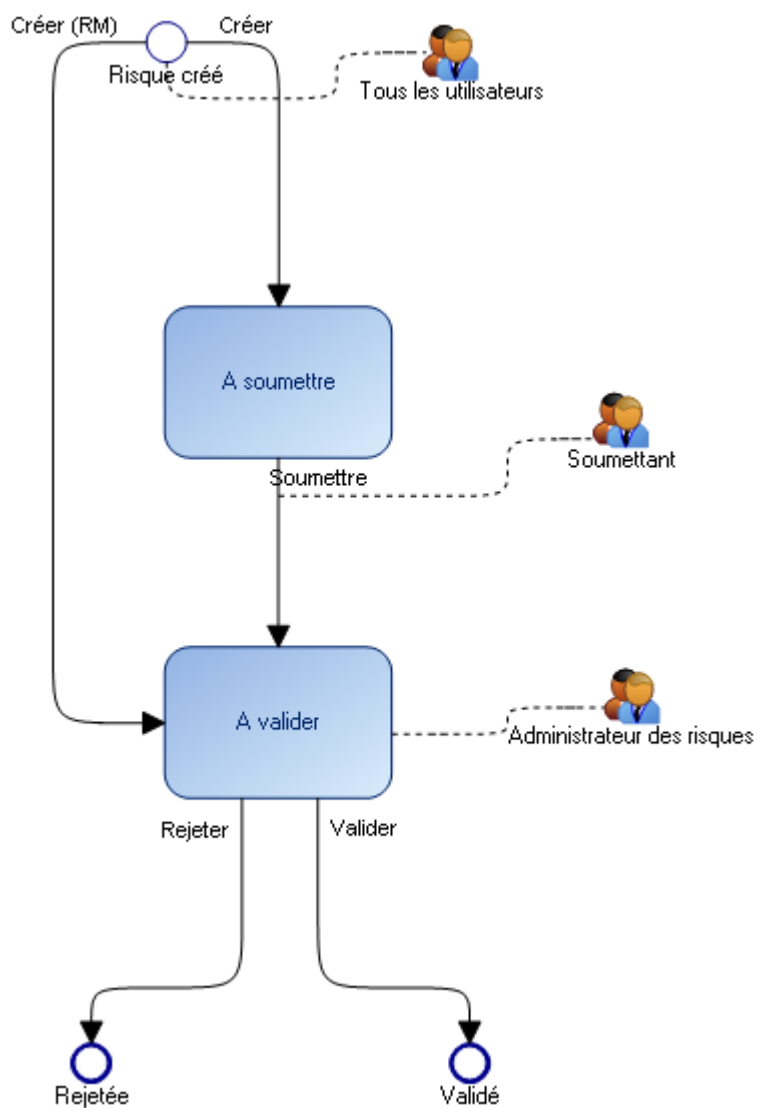 Créer (RM)
Créer
Risque créé
Tous les utilisateurs
A soumettre
Soumettant
Soumettre
A valider
Administrateur des risques
Rejeter
Valider
Rejetée
Validé